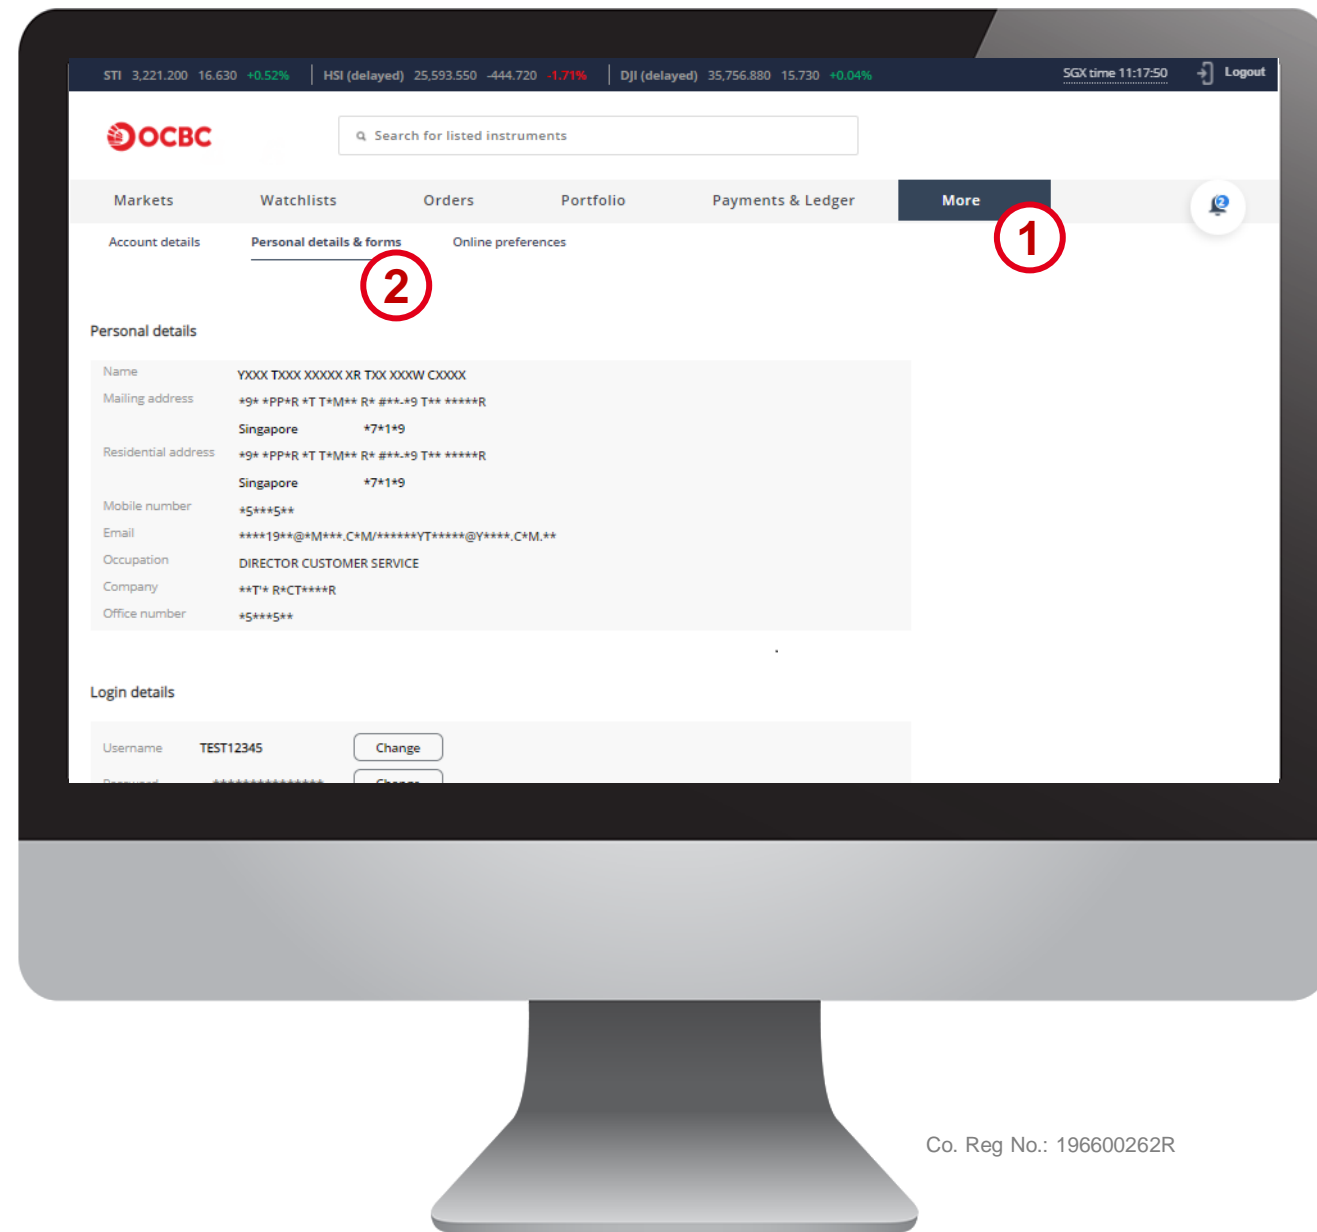 STI 3,221.200 16.630 +0.52% HSI (delayed) 25,593.550 -444.720 -1.71% DJI (delayed) 35,756.880 15.730 +0.04% SGX time 11:17:50 Logout
OCBC Search for listed instruments
Markets Watchlists Orders Portfolio Payments & Ledger More 2
1
Account details Personal details & forms Online preferences
2
Personal details
Name YXXX TXXX XXXXX XR TXX XXXW CXXXX
Mailing address *9* *PP*R *T T*M** R* #**-*9 T** *****R
Singapore *7*1*9
Residential address *9* *PP*R *T T*M** R* #**-*9 T** *****R
Singapore *7*1*9
Mobile number *5***5**
Email ****19**@*M***.C*M/******YT*****@Y****.C*M.**
Occupation DIRECTOR CUSTOMER SERVICE
Company **T'* R*CT****R
Office number *5***5**
.
Login details
Username TEST12345 Change
Password *************** Change
Co. Reg No.: 196600262R